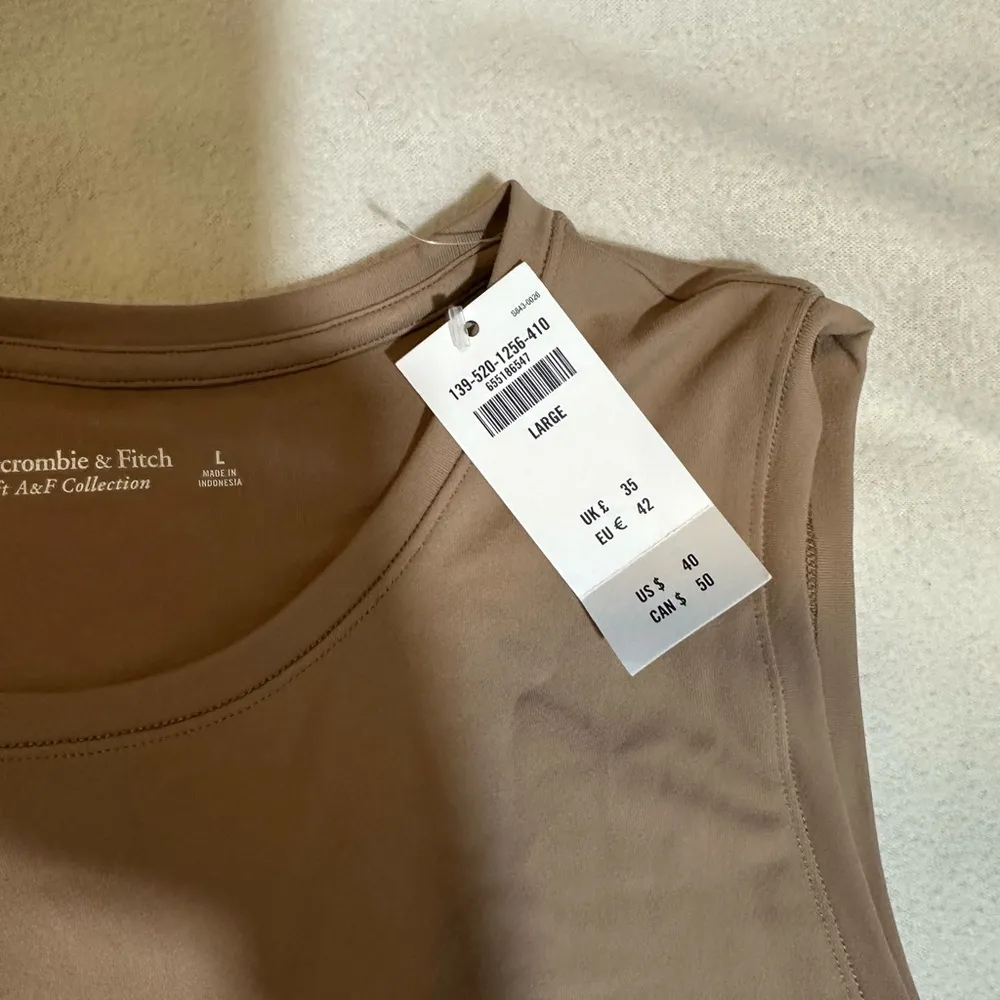 crombie & Fitch
ft A&F Collection
L
MADE IN
INDONESIA
139-520-1256-410
655186547
LARGE
UK £ 35
EU € 42
US $ 40
CAN $ 50